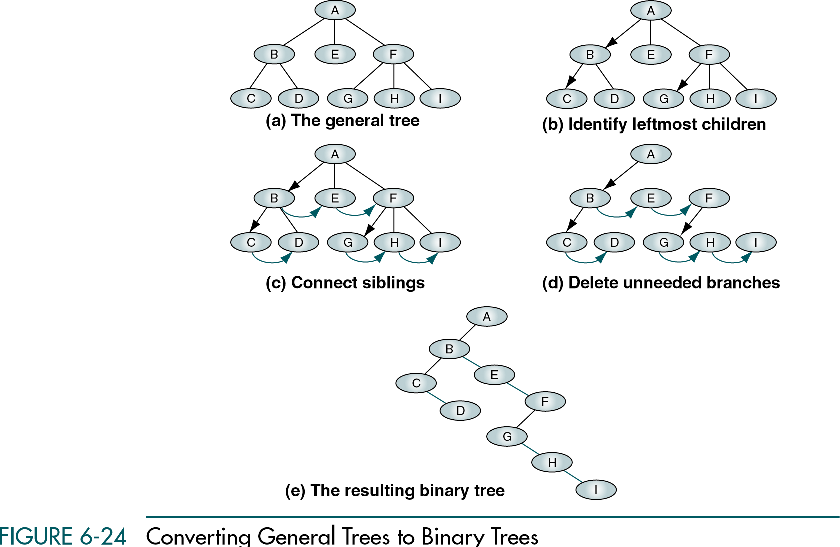 A A
B E F B E F
C D G H I C D G H I
(a) The general tree (b) Identify leftmost children
A A
B E F B E F
C D G H I C D G H I
(c) Connect siblings (d) Delete unneeded branches
A
B
E
C
F
D
G
H
I
(e) The resulting binary tree
FIGURE 6-24 Converting General Trees to Binary Trees